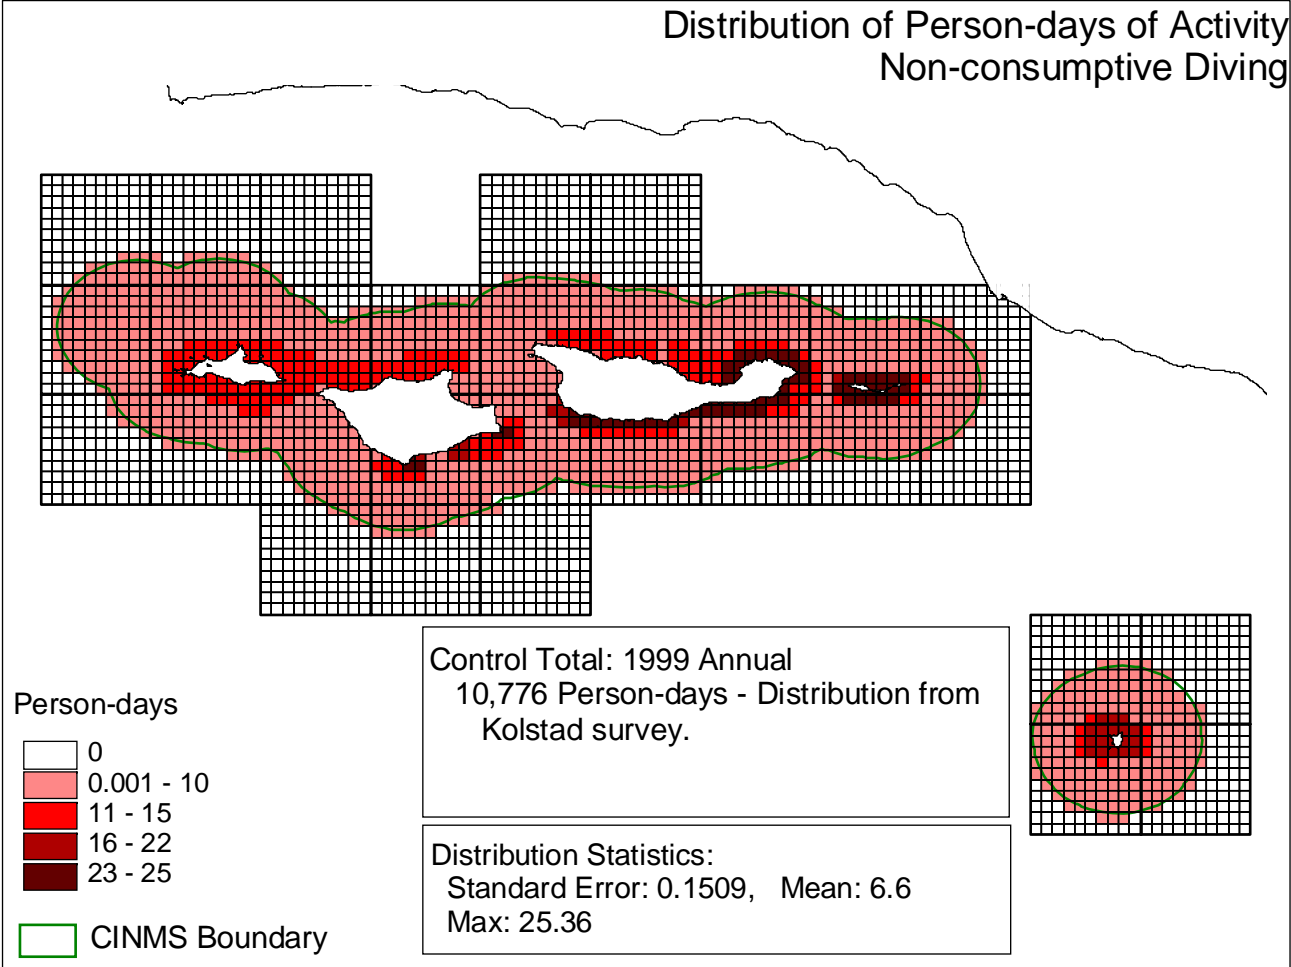 Distribution of Person-days of Activity
Non-consumptive Diving
Control Total: 1999 Annual
10,776 Person-days - Distribution from
Kolstad survey.
Person-days
0
0.001 - 10
11 - 15
16 - 22
23 - 25
CINMS Boundary
Distribution Statistics:
Standard Error: 0.1509, Mean: 6.6
Max: 25.36